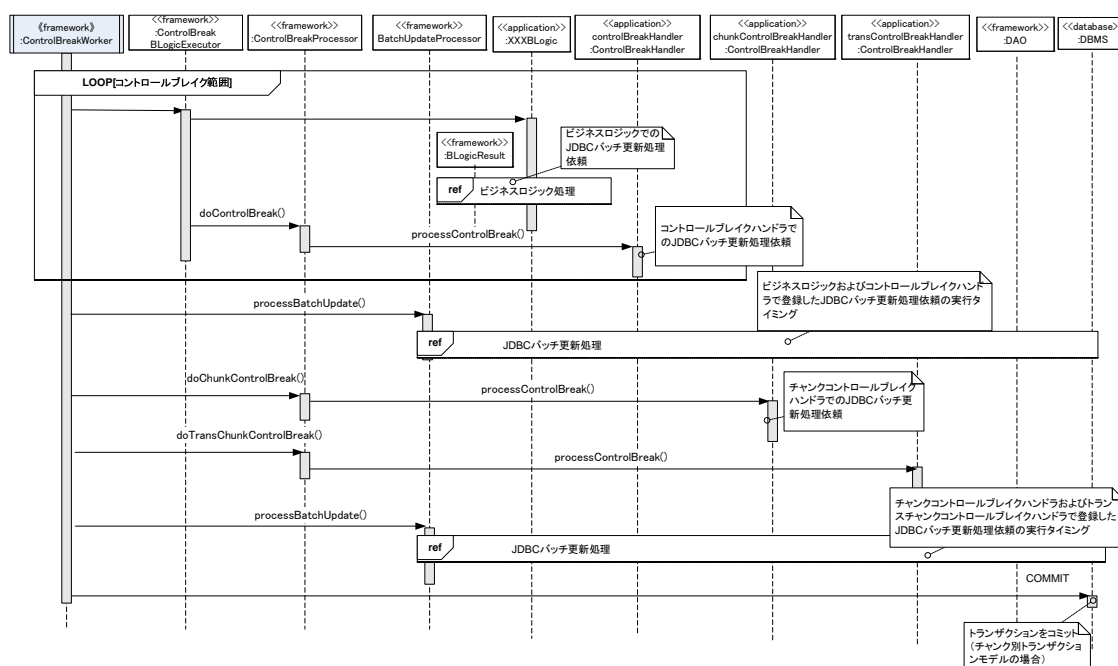 《framework》
:ControlBreakWorker
<<framework>>
:ControlBreak
BLogicExecutor
<<framework>>
:ControlBreakProcessor
<<framework>>
BatchUpdateProcessor
<<application>>
:XXXBLogic
<<application>>
controlBreakHandler
:ControlBreakHandler
<<application>>
chunkControlBreakHandler
:ControlBreakHandler
<<application>>
transControlBreakHandler
:ControlBreakHandler
<<framework>>
:DAO
<<database>>
:DBMS
LOOP[コントロールブレイク範囲]
<<framework>>
:BLogicResult
ビジネスロジックでの
JDBCバッチ更新処理
依頼
ref ビジネスロジック処理
doControlBreak()
processControlBreak()
コントロールブレイクハンドラで
のJDBCバッチ更新処理依頼
ビジネスロジックおよびコントロールブレイクハンド
ラで登録したJDBCバッチ更新処理依頼の実行タ
イミング
processBatchUpdate()
ref JDBCバッチ更新処理
doChunkControlBreak()
processControlBreak()
チャンクコントロールブレイク
ハンドラでのJDBCバッチ更
新処理依頼
doTransChunkControlBreak()
processControlBreak()
チャンクコントロールブレイクハンドラおよびトラン
スチャンクコントロールブレイクハンドラで登録した
JDBCバッチ更新処理依頼の実行タイミング
processBatchUpdate()
ref JDBCバッチ更新処理
COMMIT
トランザクションをコミット
(チャンク別トランザクショ
ンモデルの場合)